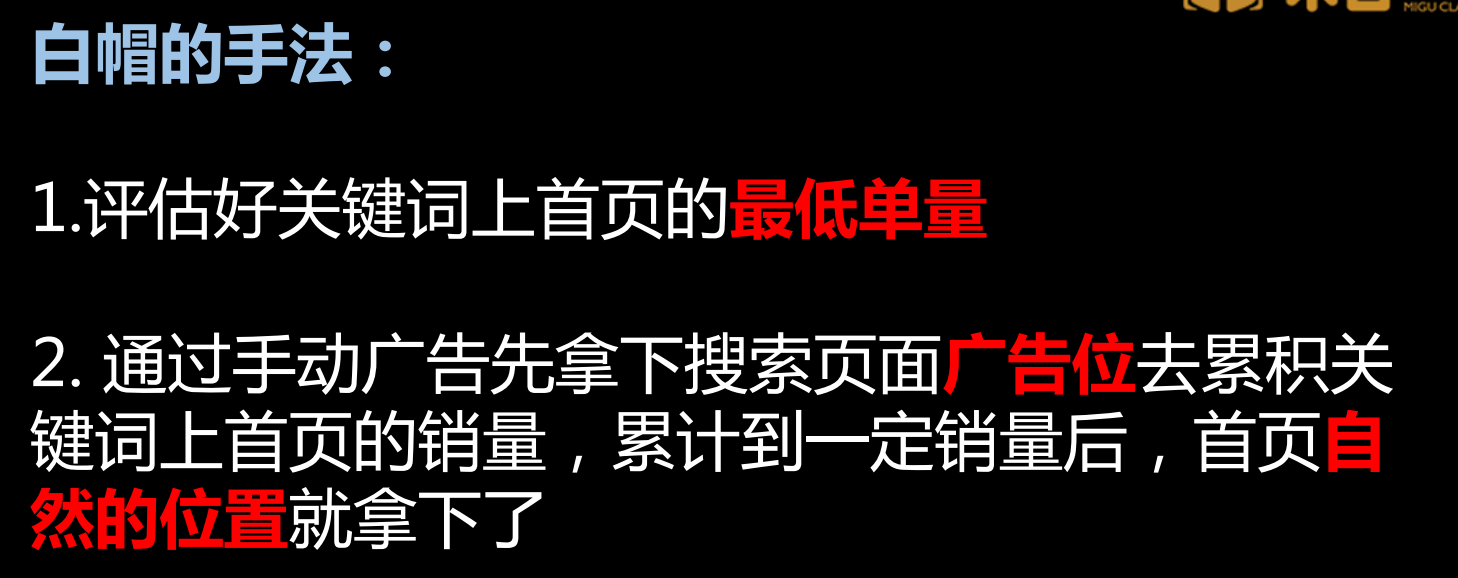 MIGU CL
白帽的手法：
1.评估好关键词上首页的最低单量
2. 通过手动广告先拿下搜索页面广告位去累积关
键词上首页的销量，累计到一定销量后，首页自
然的位置就拿下了